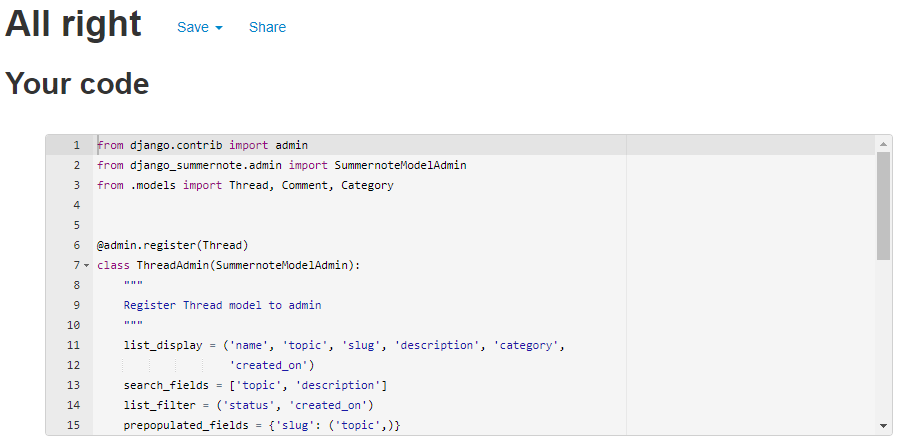 All right Save Share
Your code
1 from django.contrib import admin
2 from django_summernote.admin import SummernoteModelAdmin
3 from .models import Thread, Comment, Category
4
5
6 @admin.register(Thread)
7 class ThreadAdmin(SummernoteModelAdmin):
8     """
9     Register Thread model to admin
10     """
11     list_display = ('name', 'topic', 'slug', 'description', 'category',
12                     'created_on')
13     search_fields = ['topic', 'description']
14     list_filter = ('status', 'created_on')
15     prepopulated_fields = {'slug': ('topic',)}